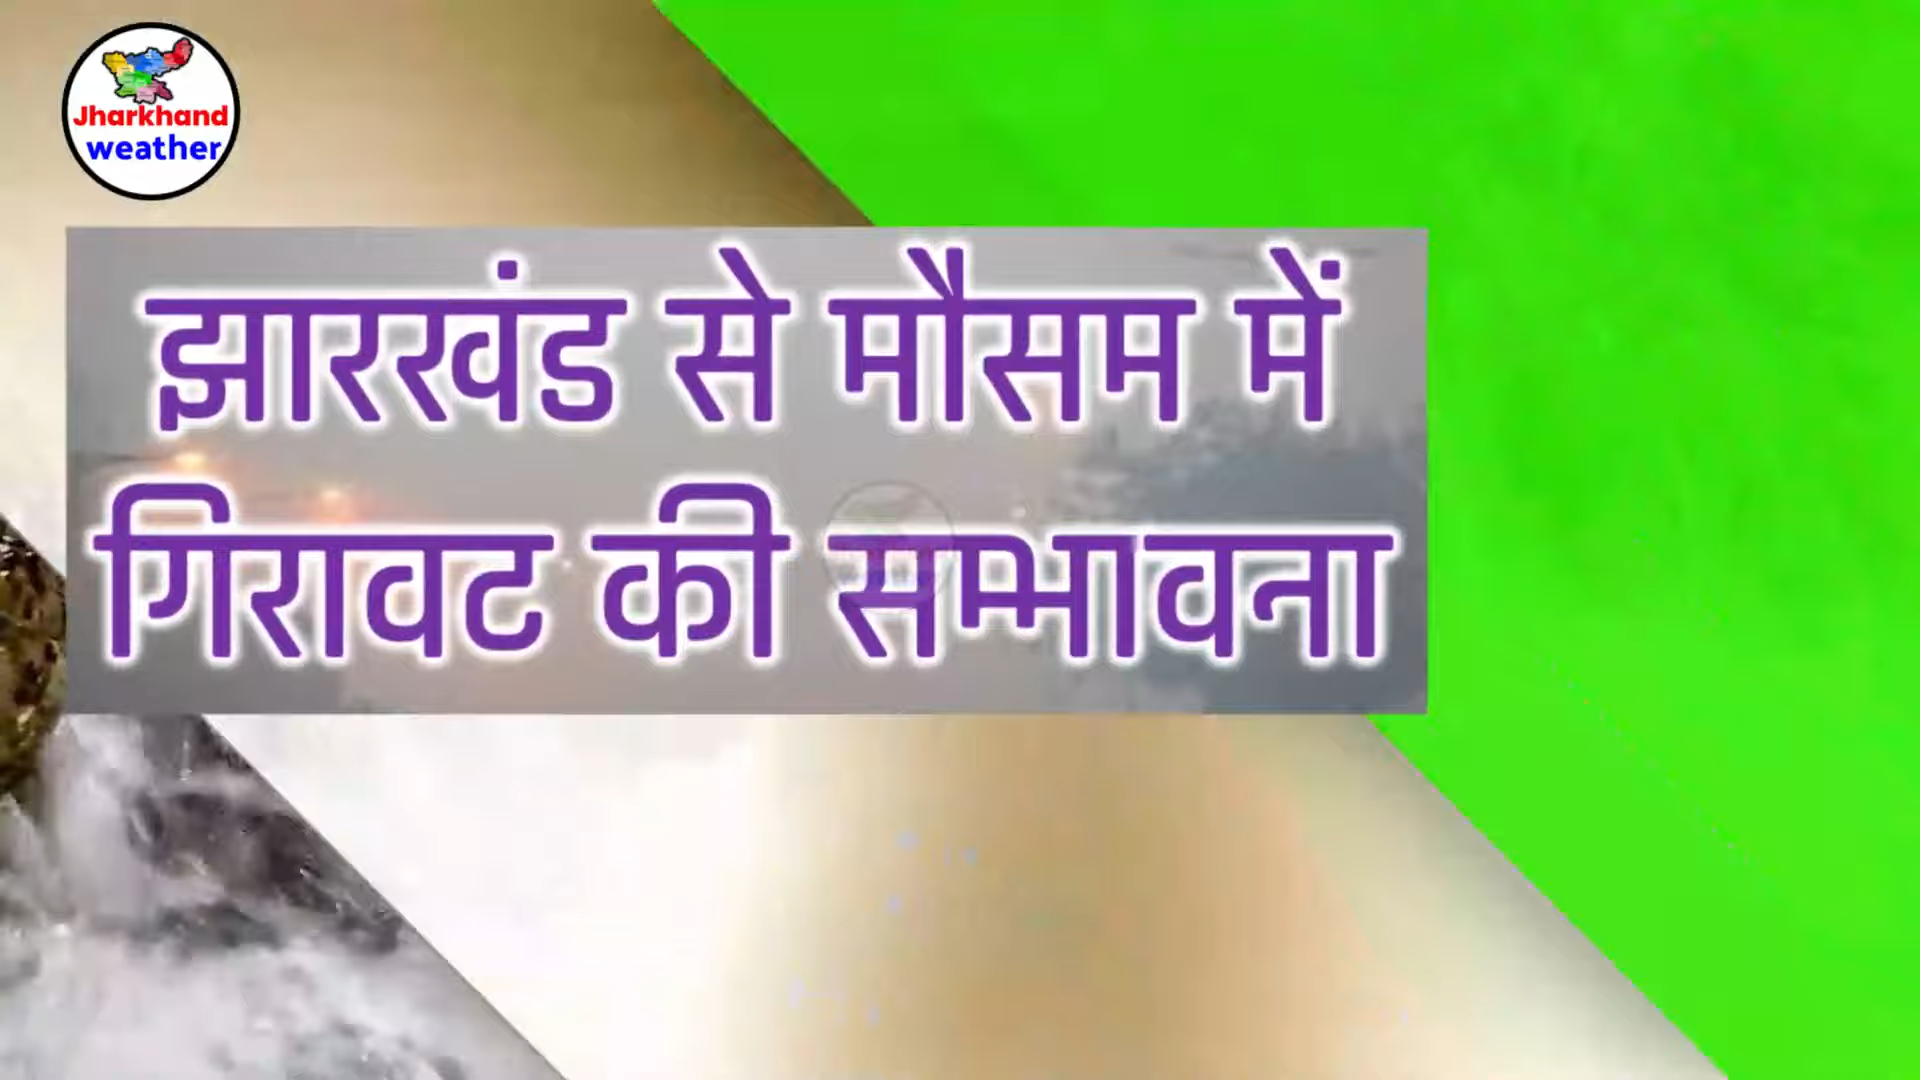 Jharkhand
weather
झारखंड से मौसम में
गिरावट की सम्भावना